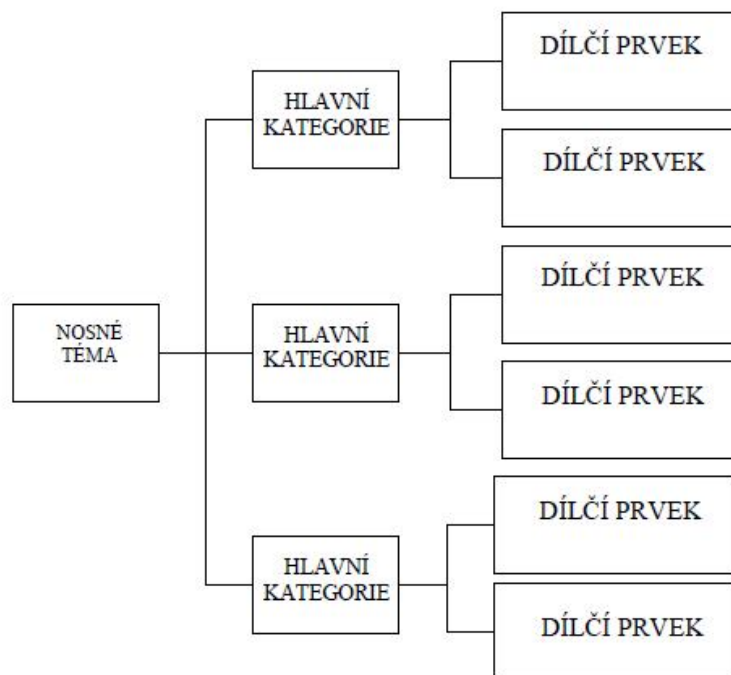 DÍLČÍ PRVEK
HLAVNÍ
KATEGORIE
DÍLČÍ PRVEK
DÍLČÍ PRVEK
NOSNÉ
TÉMA
HLAVNÍ
KATEGORIE
DÍLČÍ PRVEK
DÍLČÍ PRVEK
HLAVNÍ
KATEGORIE
DÍLČÍ PRVEK